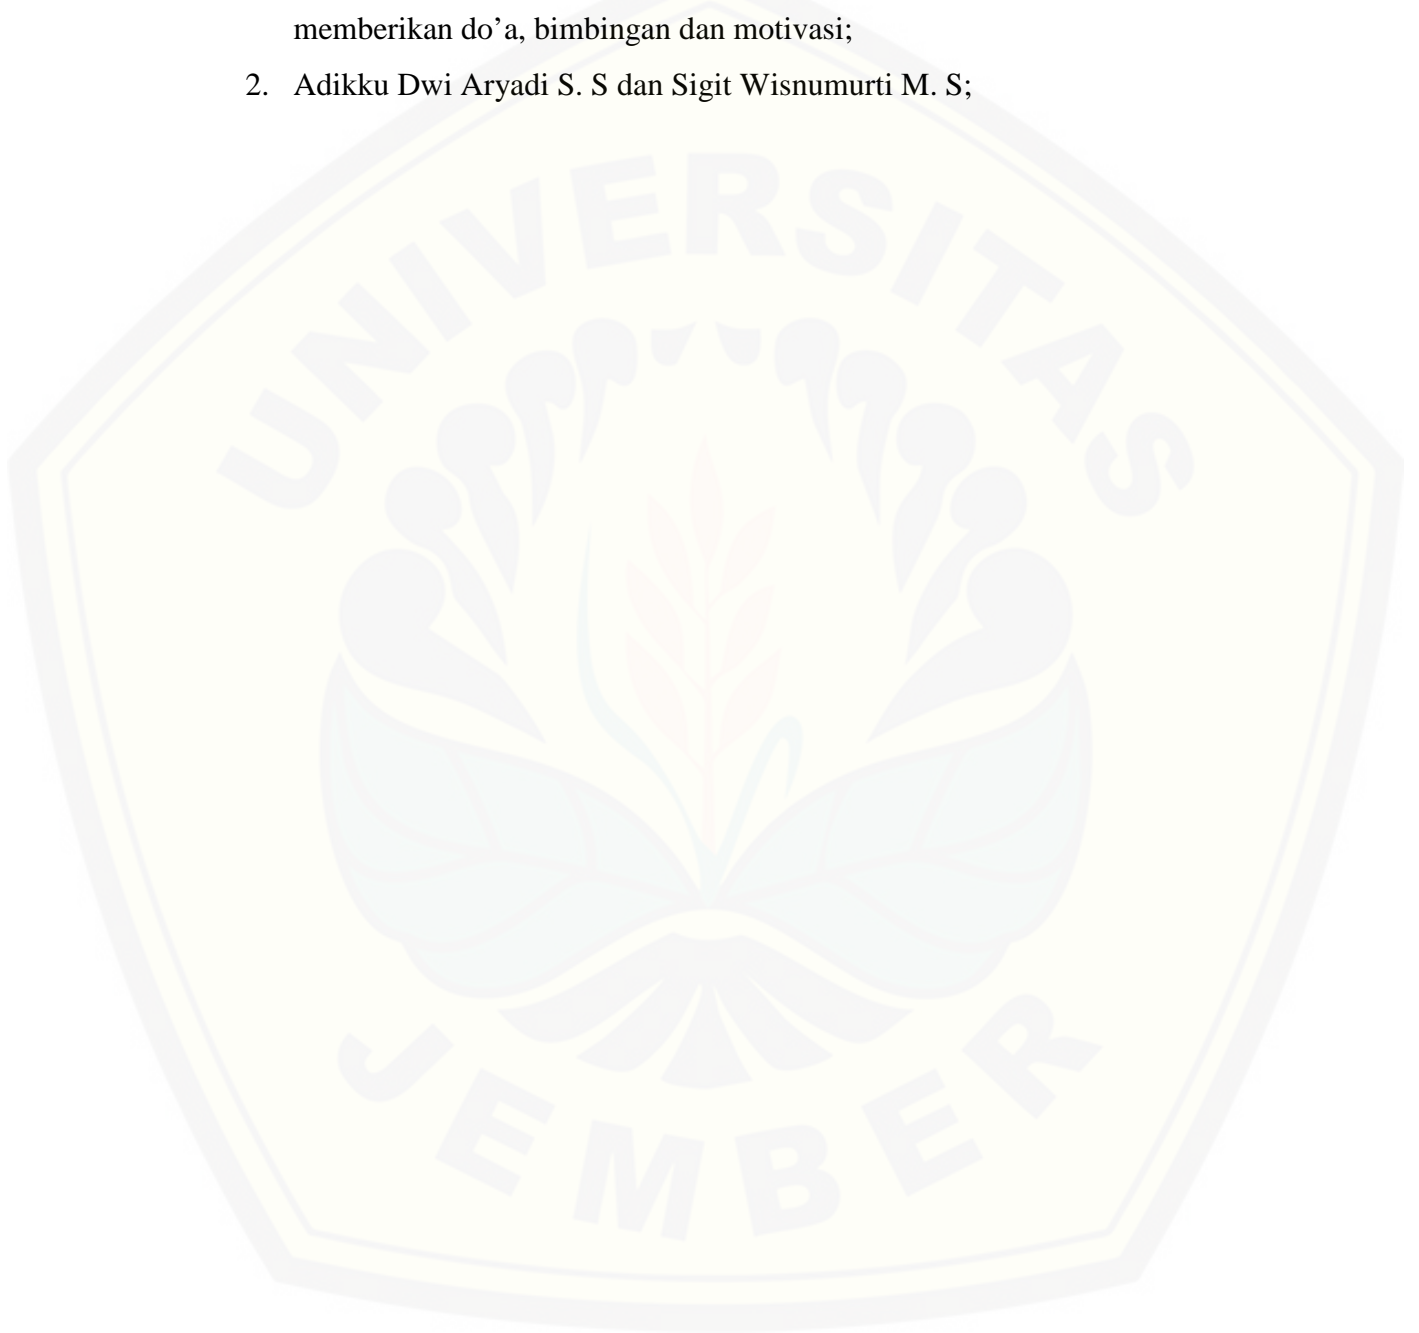 memberikan do’a, bimbingan dan motivasi;
2. Adikku Dwi Aryadi S. S dan Sigit Wisnumurti M. S;
UNIVERSITAS
JEMBER